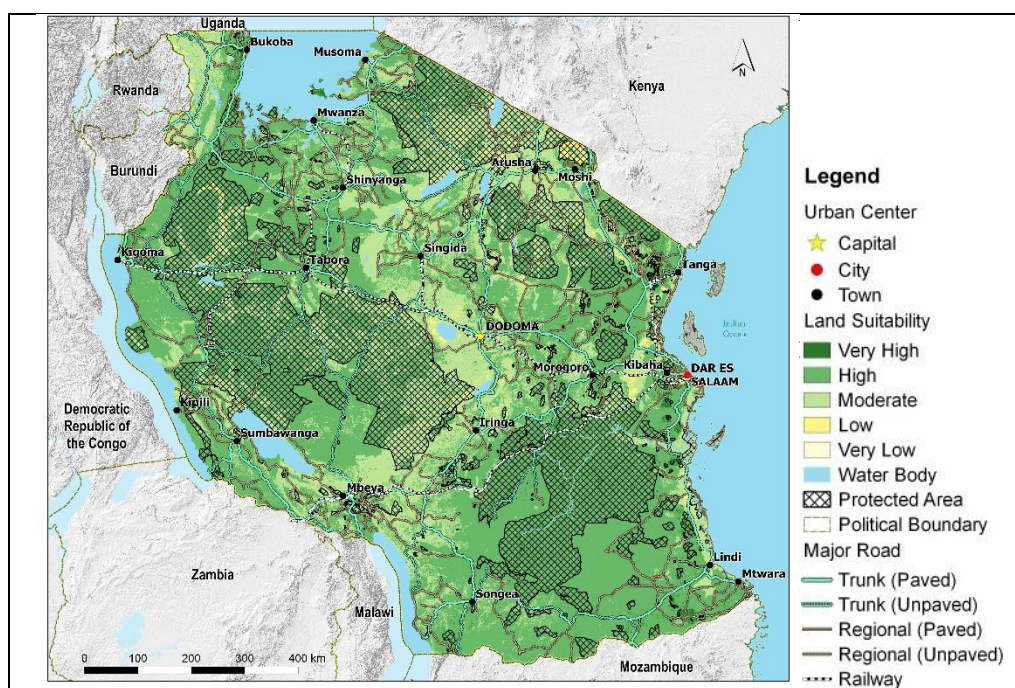 Uganda
Bukoba
Musoma
Kenya
N
Rwanda
Mwanza
Burundi
Arusha
Moshi
Shinyanga
Kigoma
Tabora
Singida
Tanga
Indian
Ocean
DODOMA
Morogoro
Kibaha
DAR ES
SALAAM
Democratic
Republic of
the Congo
Kipili
Iringa
Sumbawanga
Mbeya
Lindi
Mtwara
Zambia
Malawi
Songea
Mozambique
0 100 200 300 400 km
Legend
Urban Center
Capital
City
Town
Land Suitability
Very High
High
Moderate
Low
Very Low
Water Body
Protected Area
Political Boundary
Major Road
Trunk (Paved)
Trunk (Unpaved)
Regional (Paved)
Regional (Unpaved)
Railway